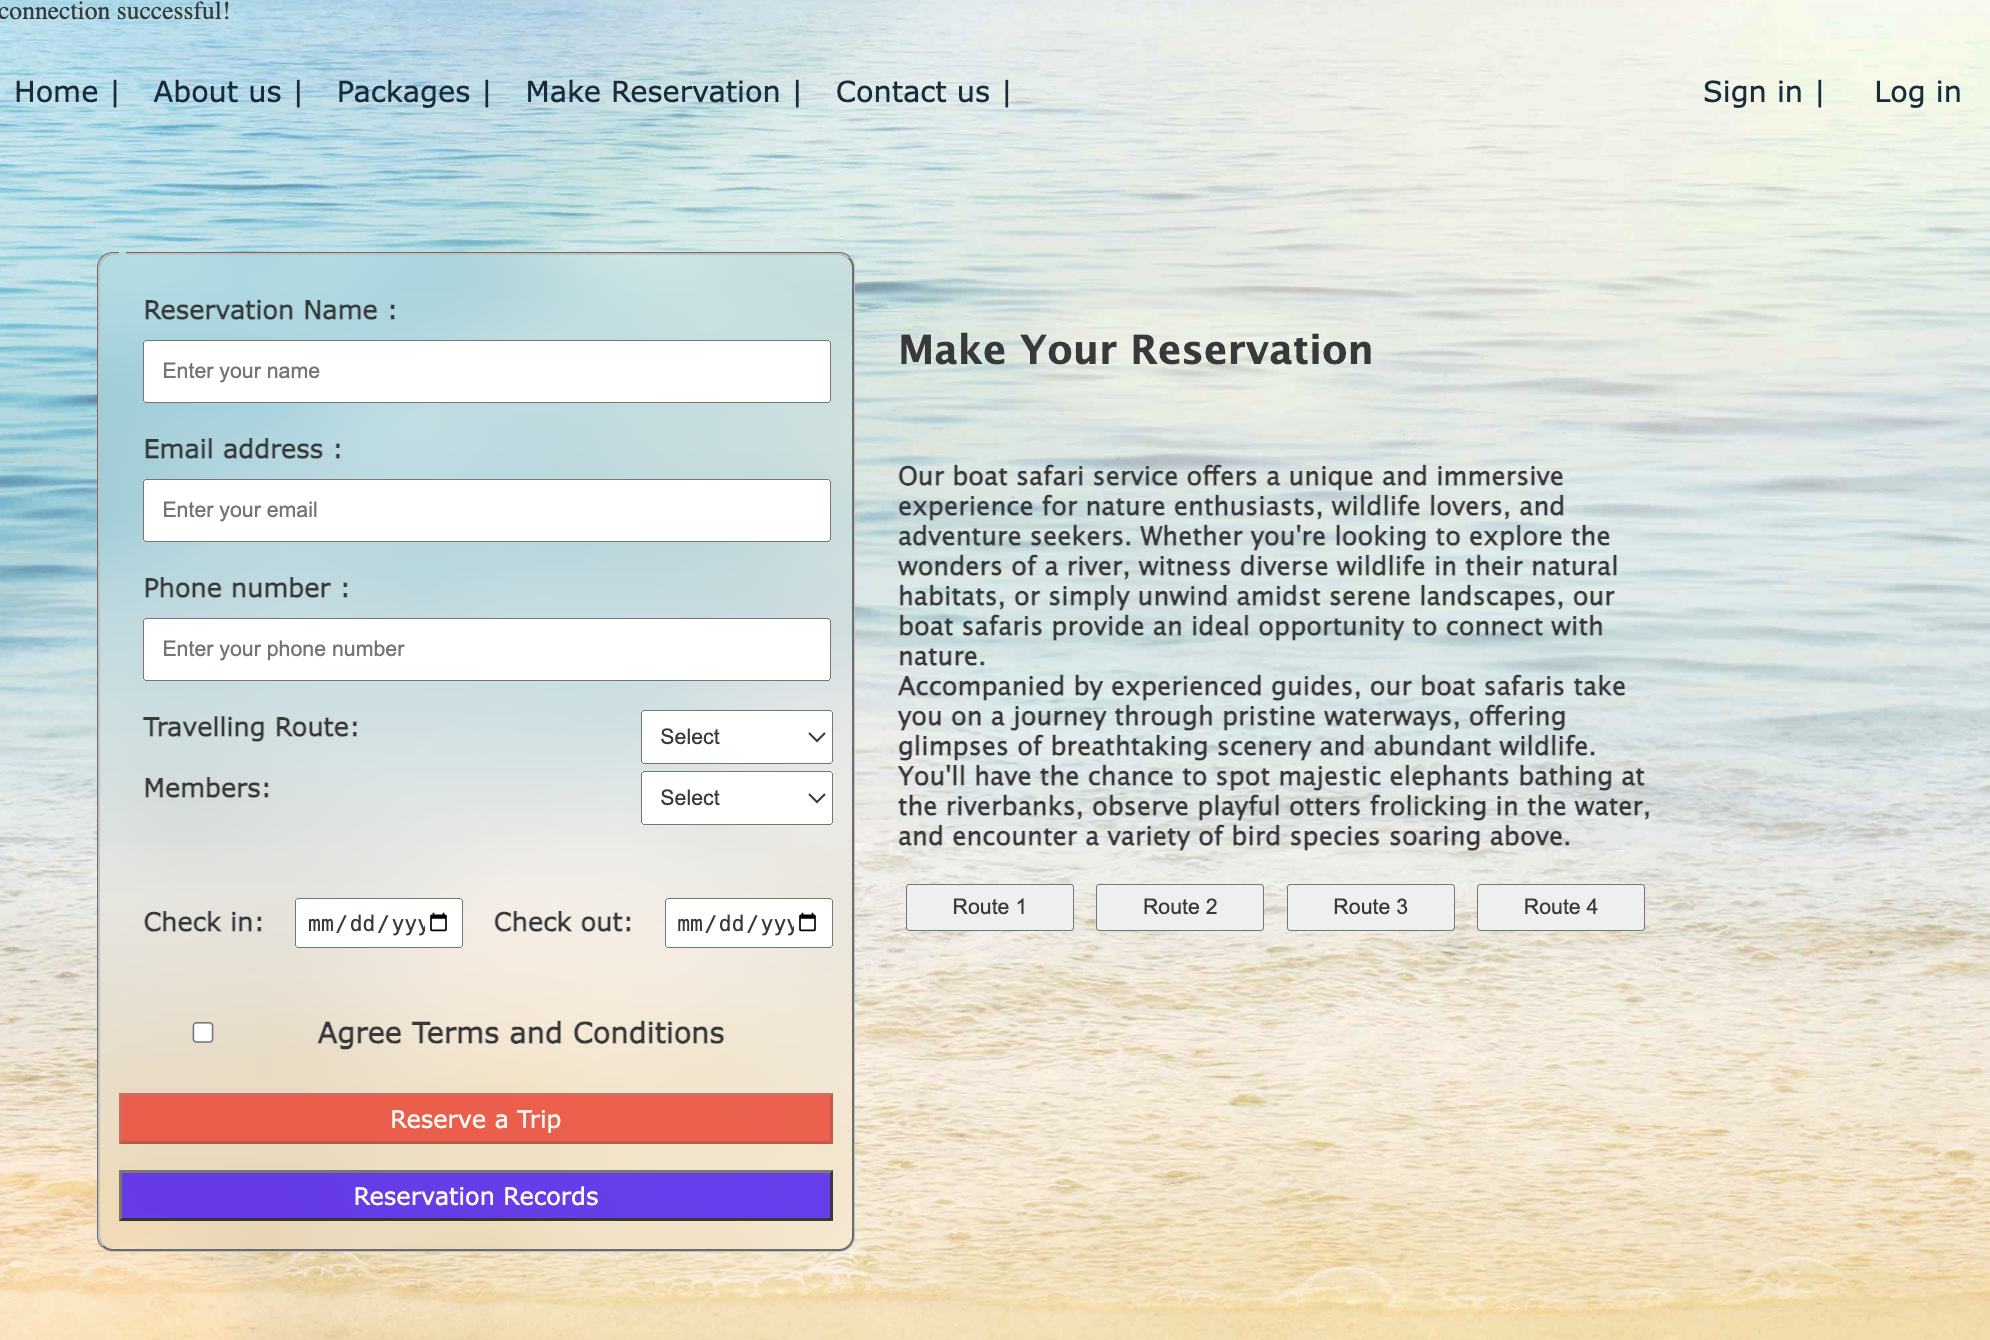 connection successful!
Home | About us | Packages | Make Reservation | Contact us | Sign in | Log in
Reservation Name :
Enter your name
Email address :
Enter your email
Phone number :
Enter your phone number
Travelling Route: Select
Members: Select
Check in: mm/dd/yyy Check out: mm/dd/yyy
Agree Terms and Conditions
Reserve a Trip
Reservation Records
Make Your Reservation
Our boat safari service offers a unique and immersive
experience for nature enthusiasts, wildlife lovers, and
adventure seekers. Whether you're looking to explore the
wonders of a river, witness diverse wildlife in their natural
habitats, or simply unwind amidst serene landscapes, our
boat safaris provide an ideal opportunity to connect with
nature.
Accompanied by experienced guides, our boat safaris take
you on a journey through pristine waterways, offering
glimpses of breathtaking scenery and abundant wildlife.
You'll have the chance to spot majestic elephants bathing at
the riverbanks, observe playful otters frolicking in the water,
and encounter a variety of bird species soaring above.
Route 1 Route 2 Route 3 Route 4